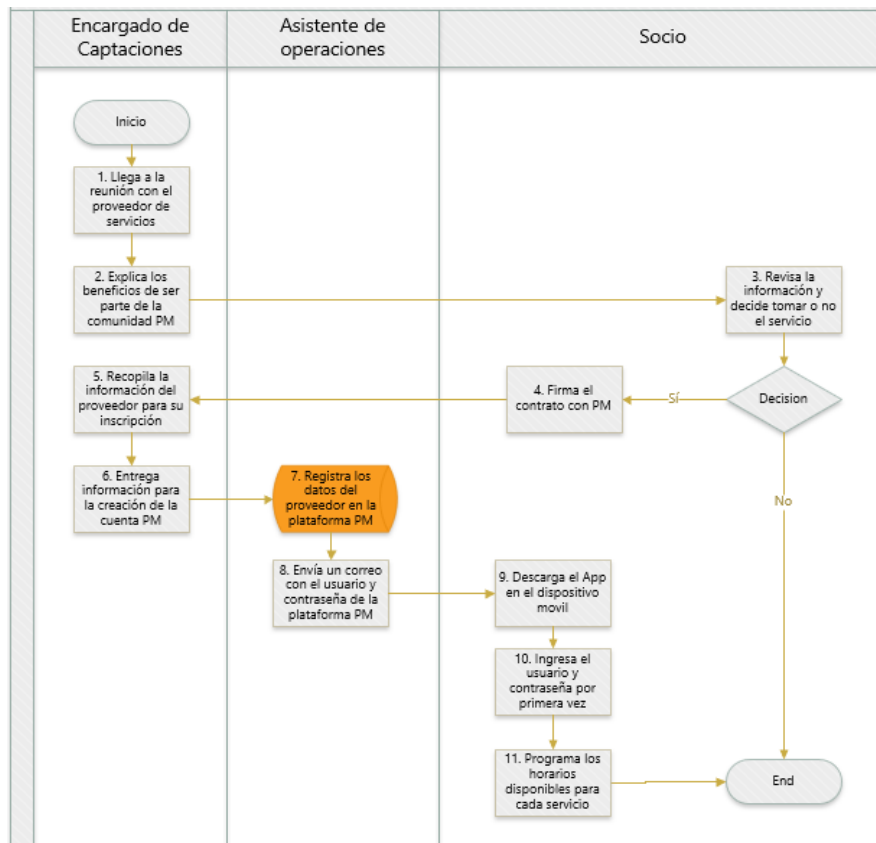 Encargado de
Captaciones
Asistente de
operaciones
Socio
Inicio
1. Llega a la
reunión con el
proveedor de
servicios
2. Explica los
beneficios de ser
parte de la
comunidad PM
3. Revisa la
información y
decide tomar o no
el servicio
Decision
Sí
4. Firma el
contrato con PM
5. Recopila la
información del
proveedor para su
inscripción
6. Entrega
información para
la creación de la
cuenta PM
7. Registra los
datos del
proveedor en la
plataforma PM
No
8. Envía un correo
con el usuario y
contraseña de la
plataforma PM
9. Descarga el App
en el dispositivo
movil
10. Ingresa el
usuario y
contraseña por
primera vez
11. Programa los
horarios
disponibles para
cada servicio
End